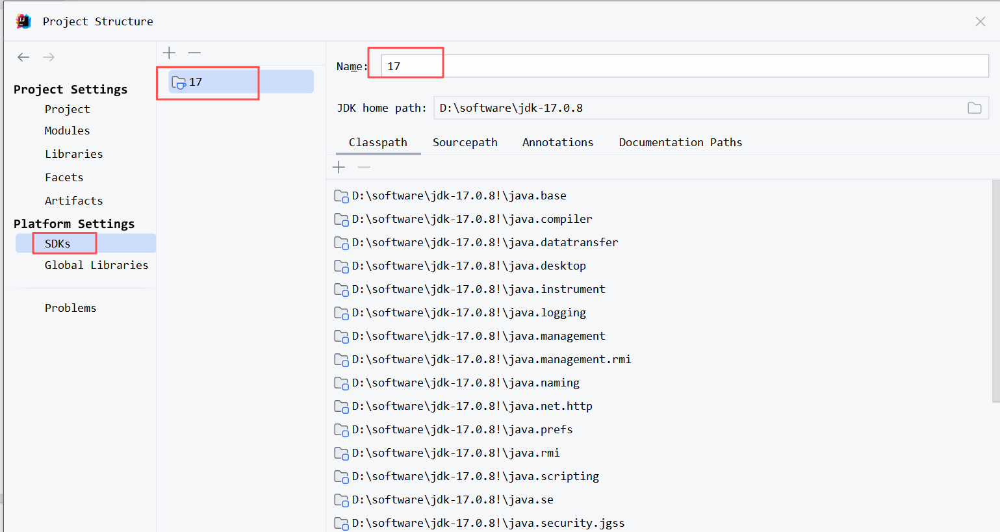 Project Structure
Project Settings
Project
Modules
Libraries
Facets
Artifacts
Platform Settings
SDKs
Global Libraries
Problems
17
Name: 17
JDK home path: D:\software\jdk-17.0.8
Classpath Sourcepath Annotations Documentation Paths
D:\software\jdk-17.0.8!\java.base
D:\software\jdk-17.0.8!\java.compiler
D:\software\jdk-17.0.8!\java.datatransfer
D:\software\jdk-17.0.8!\java.desktop
D:\software\jdk-17.0.8!\java.instrument
D:\software\jdk-17.0.8!\java.logging
D:\software\jdk-17.0.8!\java.management
D:\software\jdk-17.0.8!\java.management.rmi
D:\software\jdk-17.0.8!\java.naming
D:\software\jdk-17.0.8!\java.net.http
D:\software\jdk-17.0.8!\java.prefs
D:\software\jdk-17.0.8!\java.rmi
D:\software\jdk-17.0.8!\java.scripting
D:\software\jdk-17.0.8!\java.se
D:\software\jdk-17.0.8!\java.security.jgss